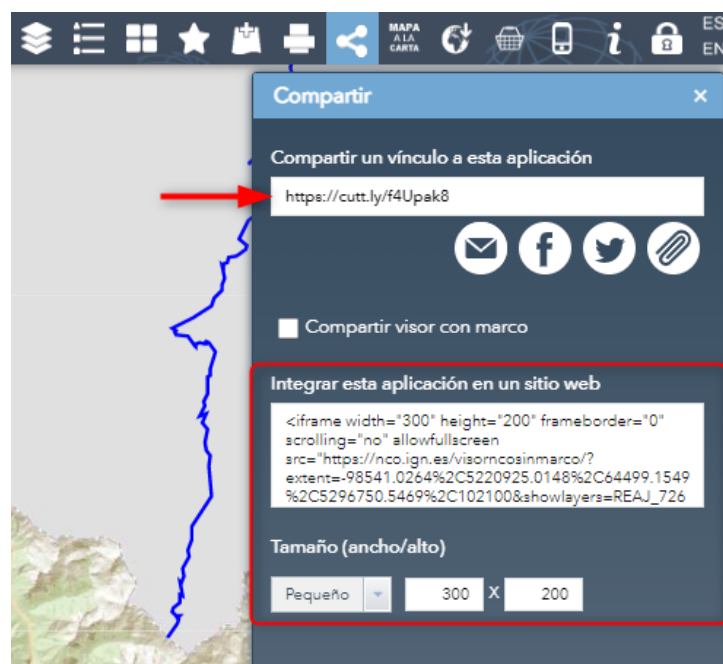 MAPA
A LA
CARTA
i
ES
EN
Compartir ×
Compartir un vínculo a esta aplicación
https://cutt.ly/f4Upak8
Compartir visor con marco
Integrar esta aplicación en un sitio web
<iframe width="300" height="200" frameborder="0"
scrolling="no" allowfullscreen
src="https://nco.ign.es/visorncosinmarco/?
extent=-98541.0264%2C5220925.0148%2C64499.1549
%2C5296750.5469%2C102100&showlayers=REAJ_726
Tamaño (ancho/alto)
Pequeño 300 X 200